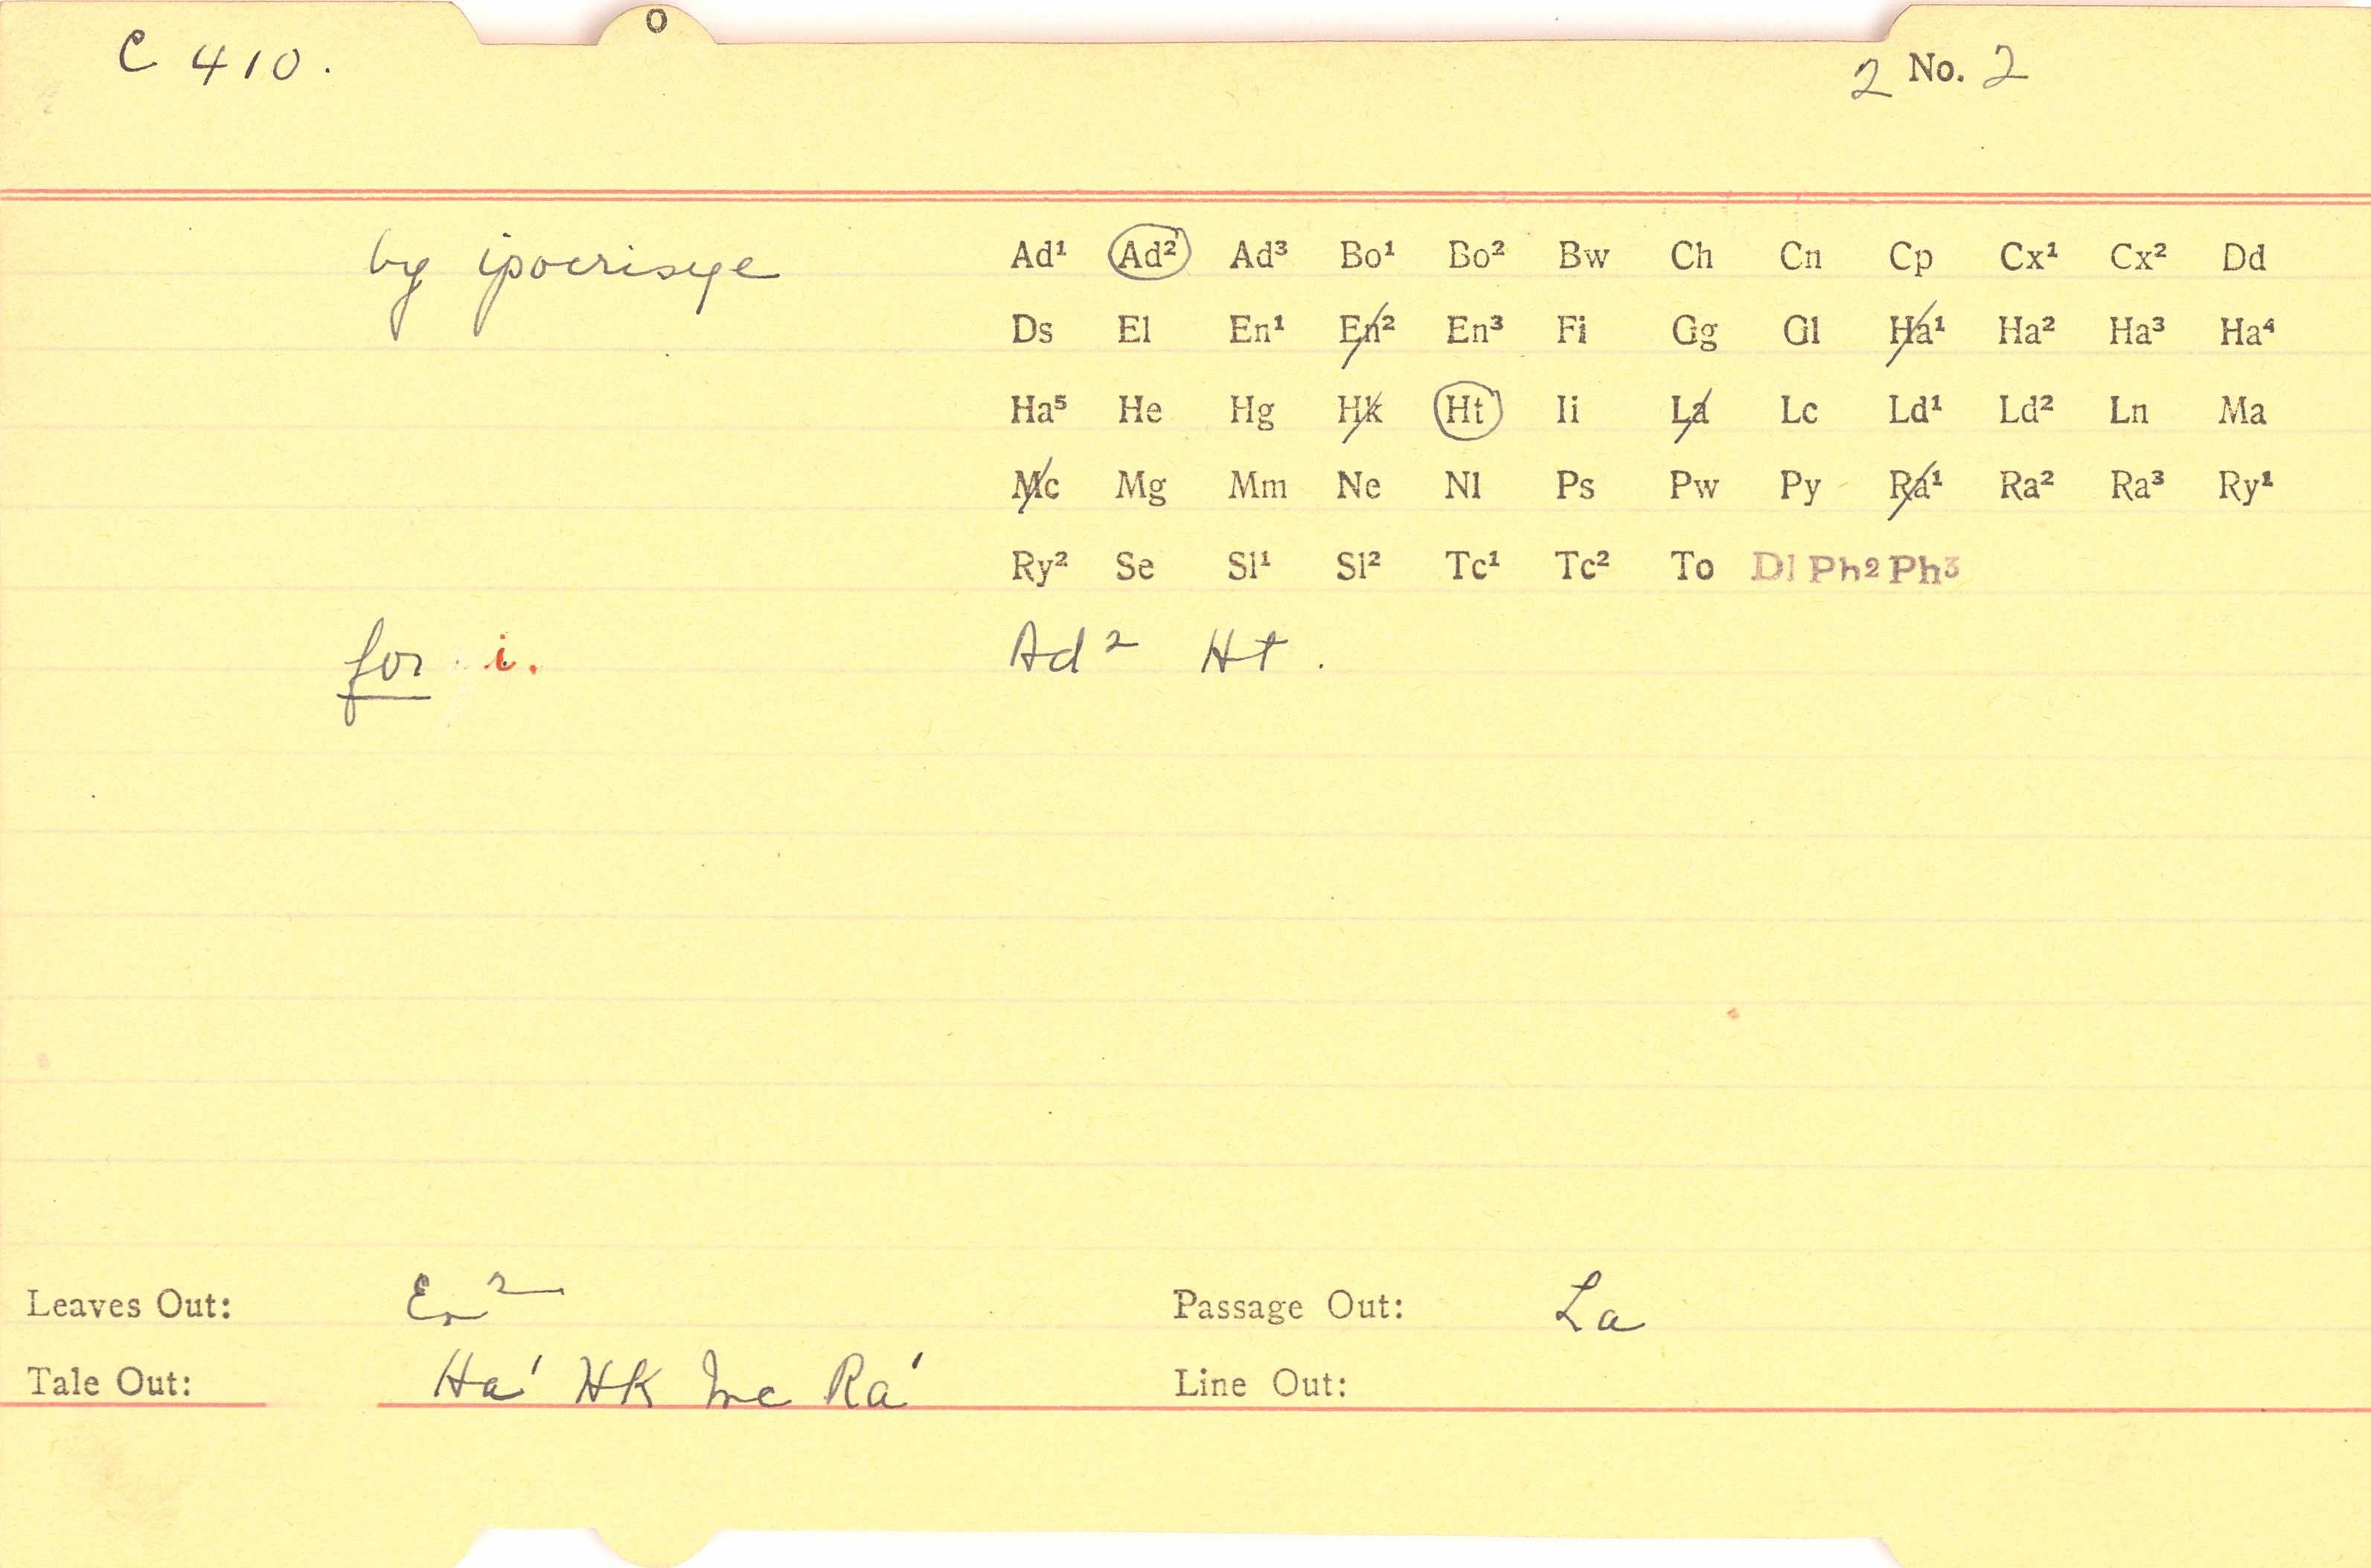 O
C 410.
2 No. 2
by ipocrisye
Ad¹ Ad² Ad³ Bo¹ Bo² Bw Ch Cn Cp Cx¹ Cx² Dd
Ds El En¹ En² En³ Fi Gg Gl Ha¹ Ha² Ha³ Ha⁴
Ha⁵ He Hg Hk Ht Ii La Lc Ld¹ Ld² Ln Ma
Mc Mg Mm Ne Nl Ps Pw Py Ra¹ Ra² Ra³ Ry¹
Ry² Se Sl¹ Sl² Tc¹ Tc² To Dl Ph2 Ph3
for i. Ad² Ht.
Leaves Out: En² Passage Out: La
Tale Out: Ha¹ Hk Mc Ra¹ Line Out: